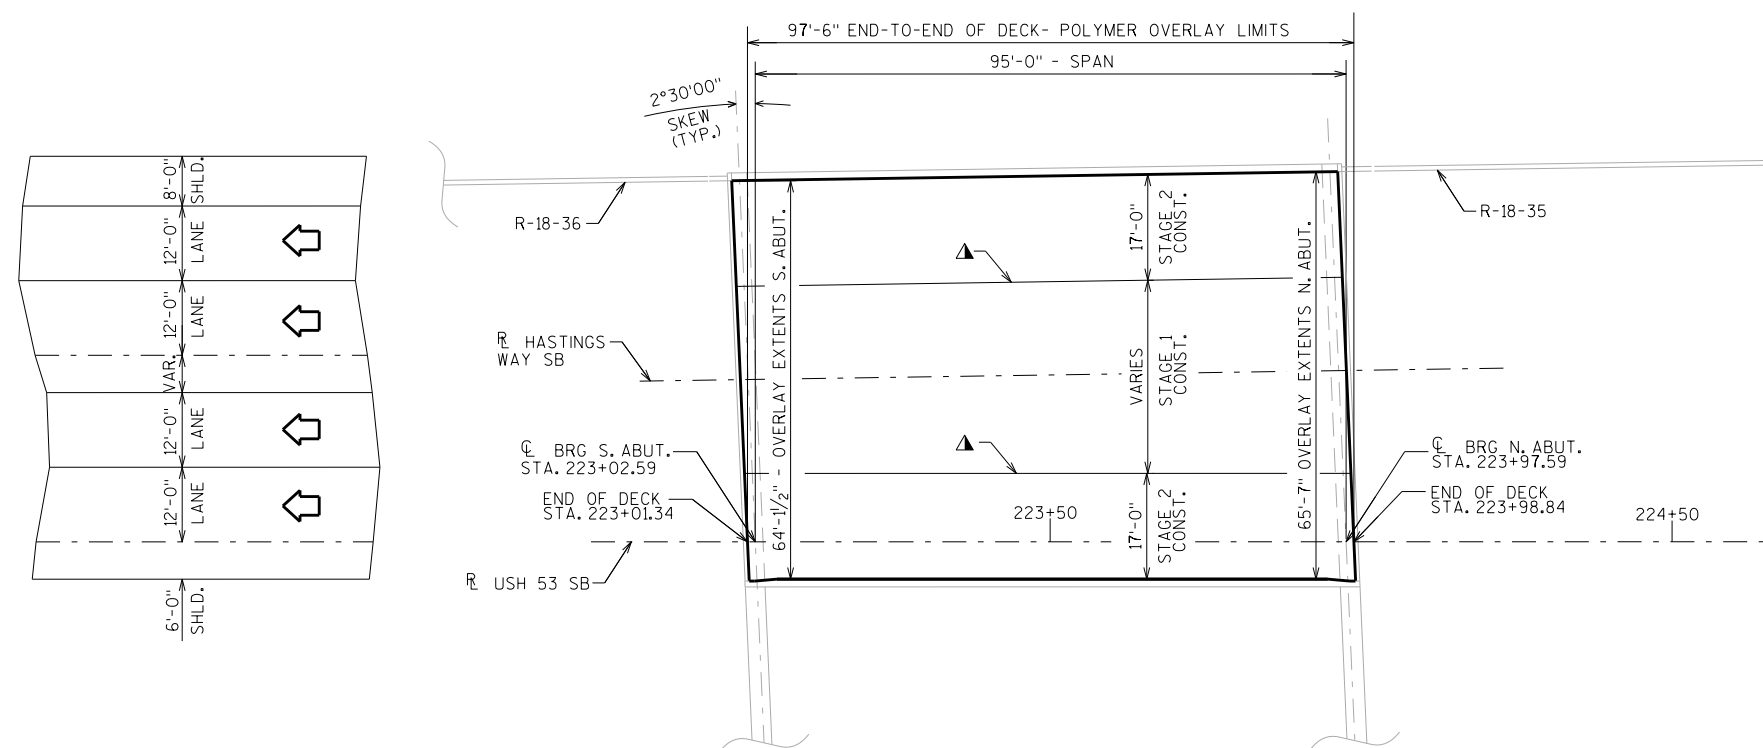 97'-6" END-TO-END OF DECK- POLYMER OVERLAY LIMITS
95'-0" - SPAN
2°30'00"
SKEW
(TYP.)
8'-0"
SHLD.
12'-0"
LANE
12'-0"
LANE
VAR.
12'-0"
LANE
12'-0"
LANE
6'-0"
SHLD.
R-18-36
R-18-35
64'-1½" - OVERLAY EXTENTS S. ABUT.
17'-0"
STAGE 2
CONST.
VARIES
STAGE 1
CONST.
17'-0"
STAGE 2
CONST.
65'-7" OVERLAY EXTENTS N. ABUT.
℞ HASTINGS
WAY SB
℄ BRG S. ABUT.
STA. 223+02.59
END OF DECK
STA. 223+01.34
℞ USH 53 SB
223+50
℄ BRG N. ABUT.
STA. 223+97.59
END OF DECK
STA. 223+98.84
224+50